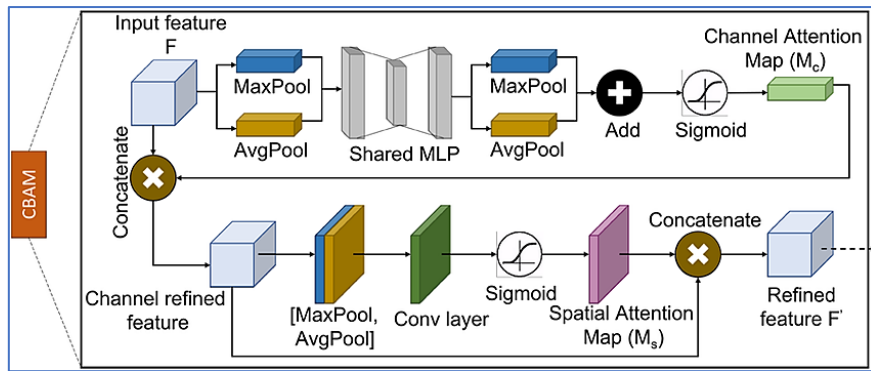 CBAM
Input feature
F
MaxPool
AvgPool
Shared MLP
MaxPool
AvgPool
Add
Sigmoid
Channel Attention
Map (Mc)
Concatenate
Channel refined
feature
[MaxPool,
AvgPool]
Conv layer
Sigmoid
Spatial Attention
Map (Ms)
Concatenate
Refined
feature F'